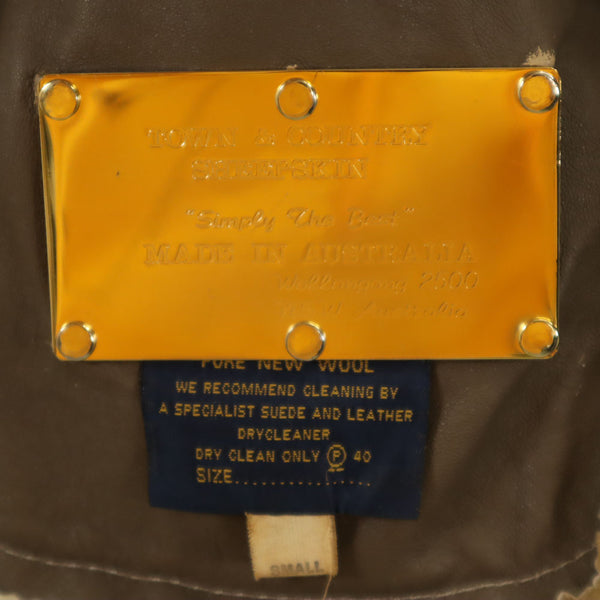 TOWN & COUNTRY
SHEEPSKIN
"Simply The Best"
MADE IN AUSTRALIA
Wollongong 2500
N.S.W. Australia
PURE NEW WOOL
WE RECOMMEND CLEANING BY
A SPECIALIST SUEDE AND LEATHER
DRYCLEANER
DRY CLEAN ONLY Ⓟ 40
SIZE................
SMALL